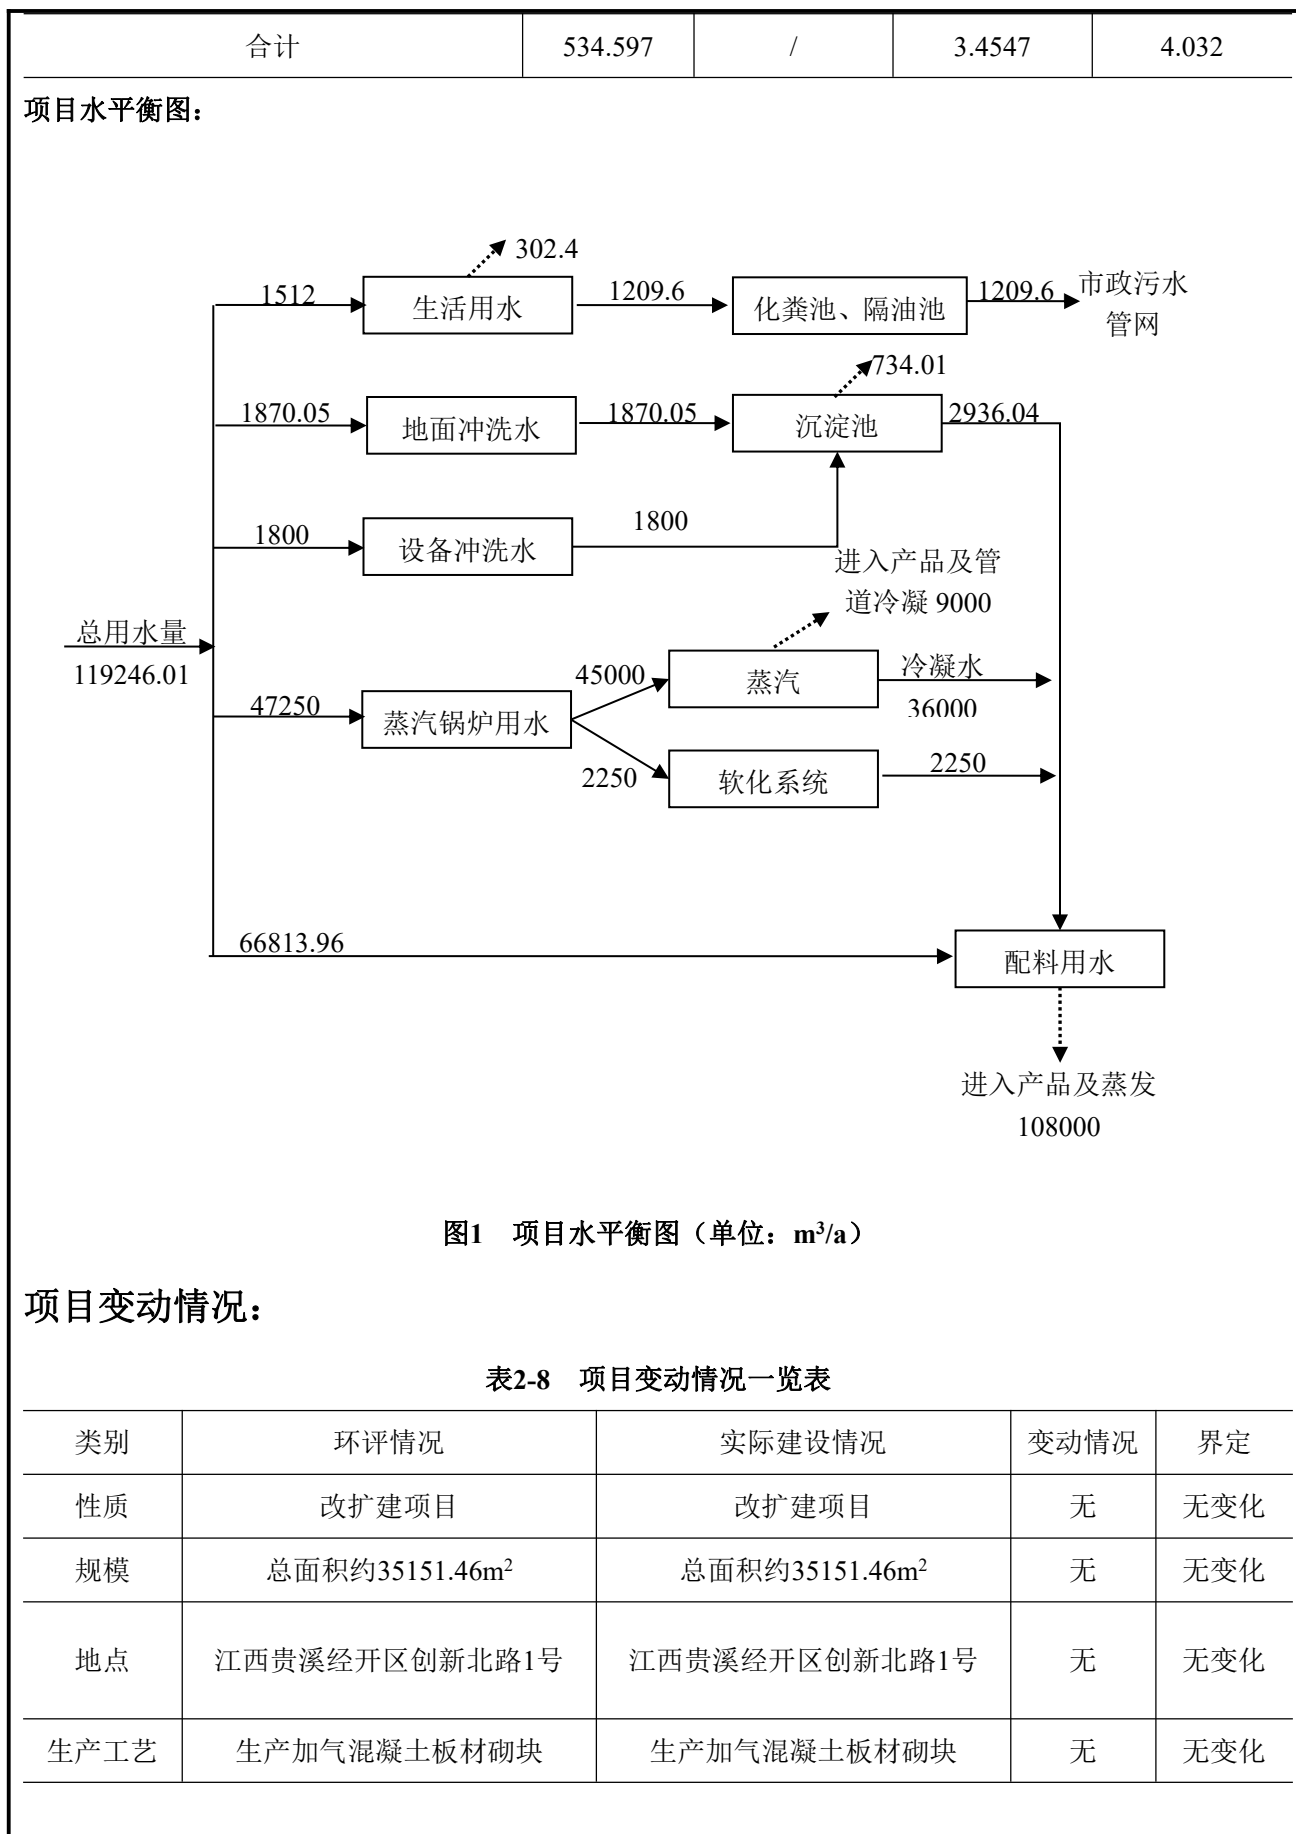 合计 534.597 / 3.4547 4.032
项目水平衡图：
302.4
1512 生活用水 1209.6 化粪池、隔油池 1209.6 市政污水
管网
734.01
1870.05 地面冲洗水 1870.05 沉淀池 2936.04
1800 设备冲洗水 1800
进入产品及管
道冷凝 9000
总用水量
119246.01
47250 蒸汽锅炉用水 45000 蒸汽 冷凝水
36000
2250 软化系统 2250
66813.96 配料用水
进入产品及蒸发
108000
图1 项目水平衡图（单位：m³/a）
项目变动情况：
表2-8 项目变动情况一览表
类别 环评情况 实际建设情况 变动情况 界定
性质 改扩建项目 改扩建项目 无 无变化
规模 总面积约35151.46m² 总面积约35151.46m² 无 无变化
地点 江西贵溪经开区创新北路1号 江西贵溪经开区创新北路1号 无 无变化
生产工艺 生产加气混凝土板材砌块 生产加气混凝土板材砌块 无 无变化